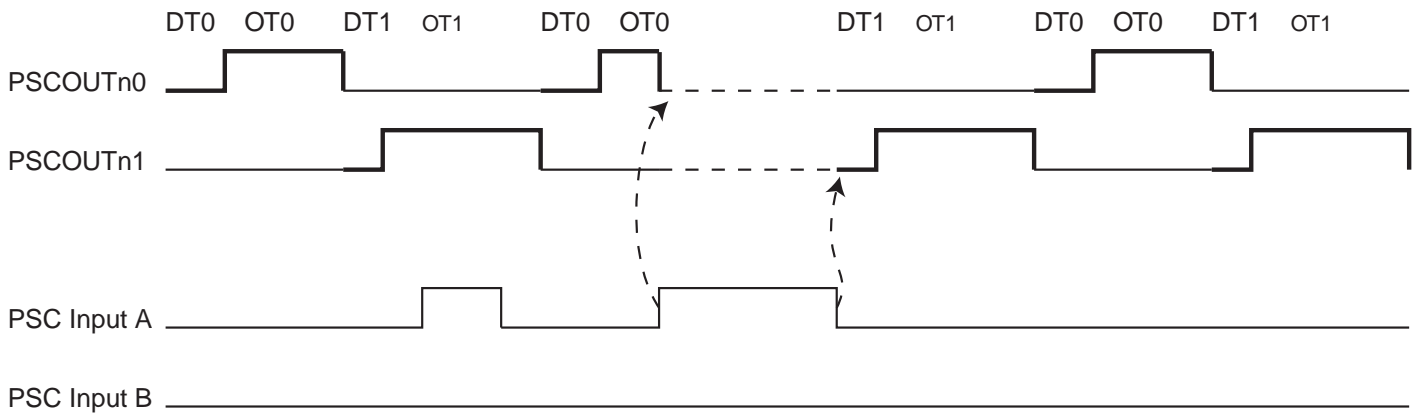 DT0 OT0 DT1 OT1 DT0 OT0 DT1 OT1 DT0 OT0 DT1 OT1
PSCOUTn0
PSCOUTn1
PSC Input A
PSC Input B